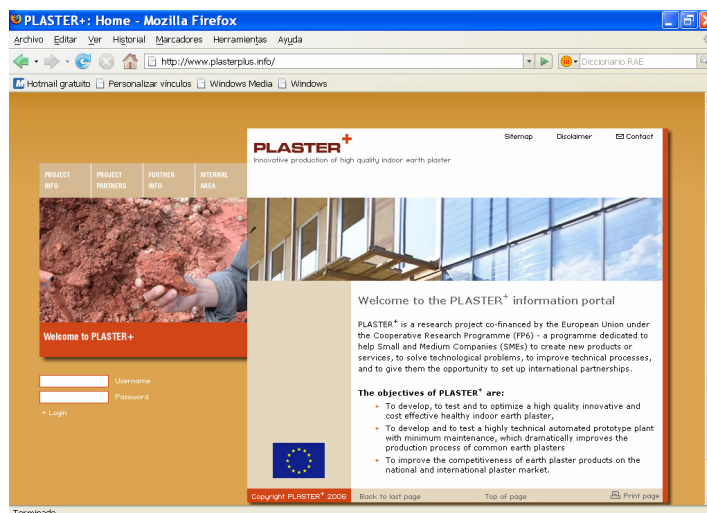 PLASTER+: Home - Mozilla Firefox
Archivo Editar Ver Historial Marcadores Herramientas Ayuda
http://www.plasterplus.info/
Diccionario RAE
Hotmail gratuito Personalizar vínculos Windows Media Windows
Sitemap Disclaimer Contact
PLASTER+
Innovative production of high quality indoor earth plaster
PROJECT INFO
PROJECT PARTNERS
FURTHER INFO
INTERNAL AREA
Welcome to PLASTER+
Username
Password
+ Login
Welcome to the PLASTER+ information portal
PLASTER+ is a research project co-financed by the European Union under
the Cooperative Research Programme (FP6) - a programme dedicated to
help Small and Medium Companies (SMEs) to create new products or
services, to solve technological problems, to improve technical processes,
and to give them the opportunity to set up international partnerships.
The objectives of PLASTER+ are:
+ To develop, to test and to optimize a high quality innovative and
cost effective healthy indoor earth plaster,
+ To develop and to test a highly technical automated prototype plant
with minimum maintenance, which dramatically improves the
production process of common earth plasters
+ To improve the competitiveness of earth plaster products on the
national and international plaster market.
Copyright PLASTER+ 2006 Back to last page Top of page Print page
Terminado